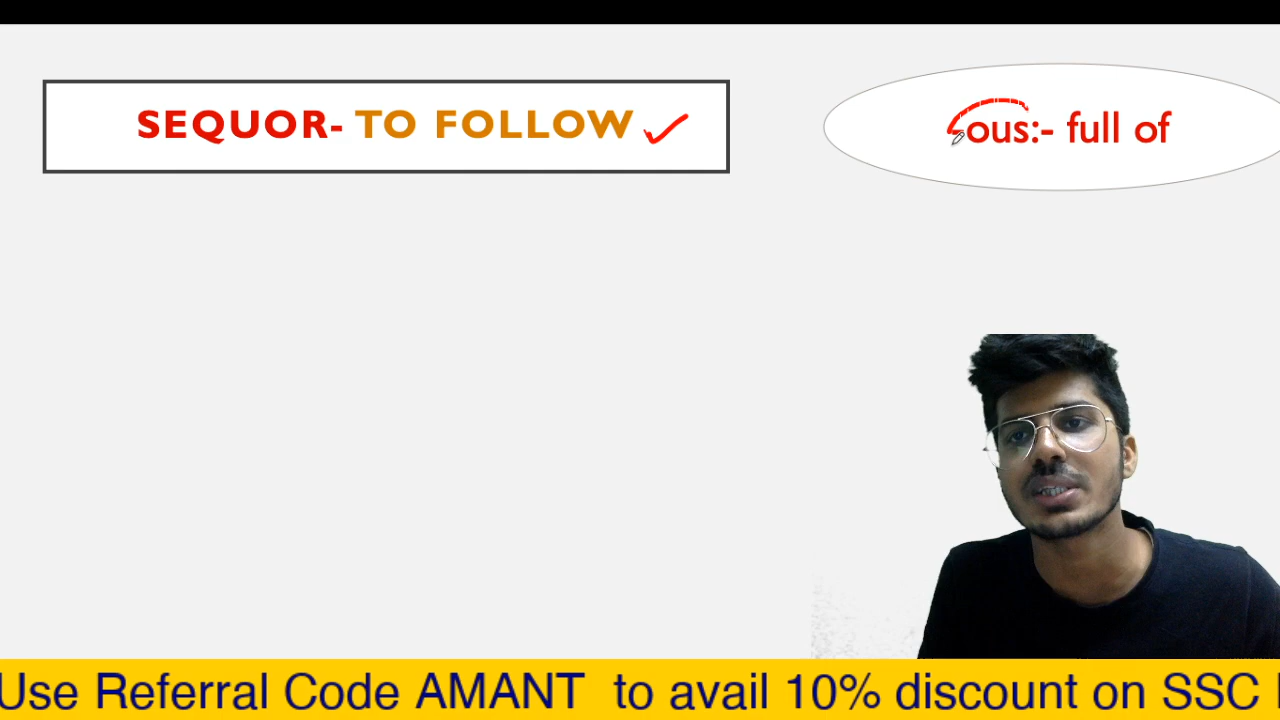 SEQUOR- TO FOLLOW
ous:- full of
Use Referral Code AMANT to avail 10% discount on SSC